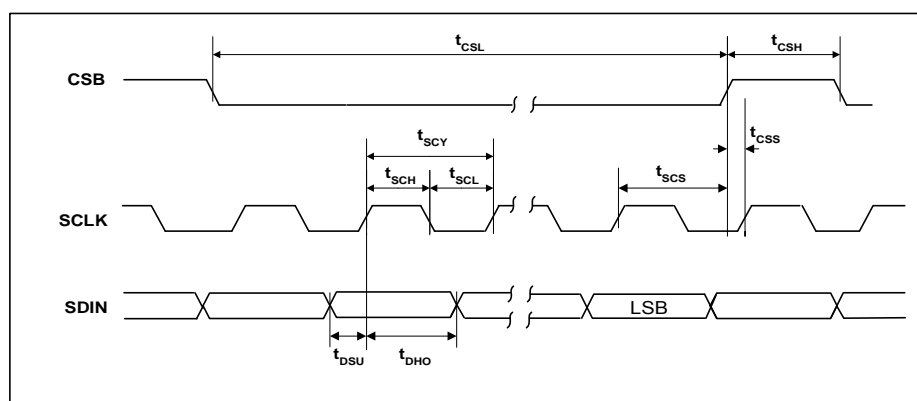 tCSL
tCSH
CSB
tCSS
tSCY
tSCH
tSCL
tSCS
SCLK
SDIN
LSB
tDSU
tDHO